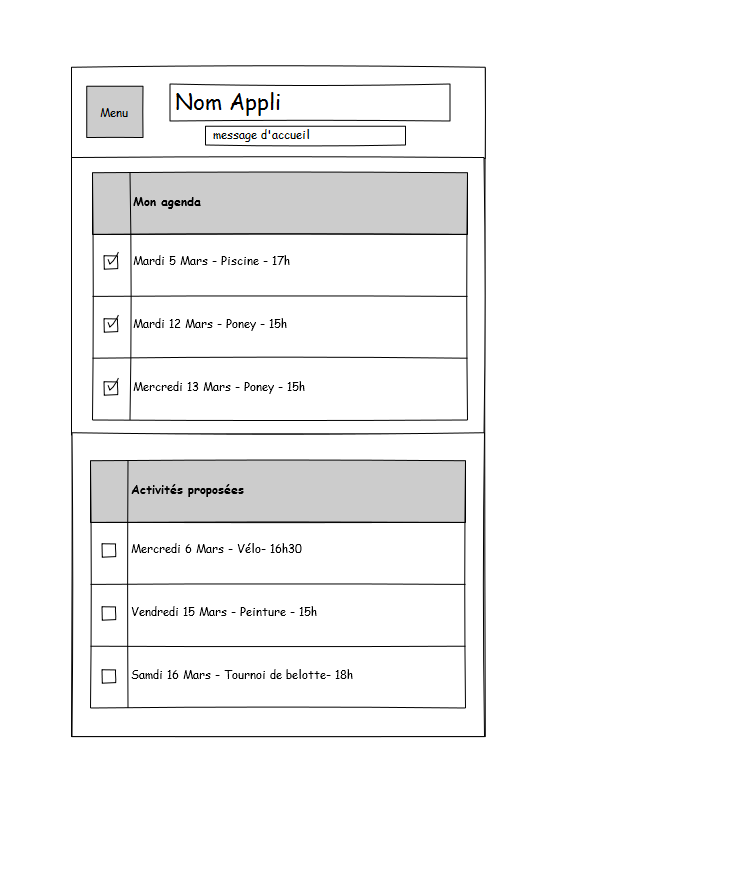 Menu
Nom Appli
message d'accueil
Mon agenda
Mardi 5 Mars - Piscine - 17h
Mardi 12 Mars - Poney - 15h
Mercredi 13 Mars - Poney - 15h
Activités proposées
Mercredi 6 Mars - Vélo- 16h30
Vendredi 15 Mars - Peinture - 15h
Samdi 16 Mars - Tournoi de belotte- 18h